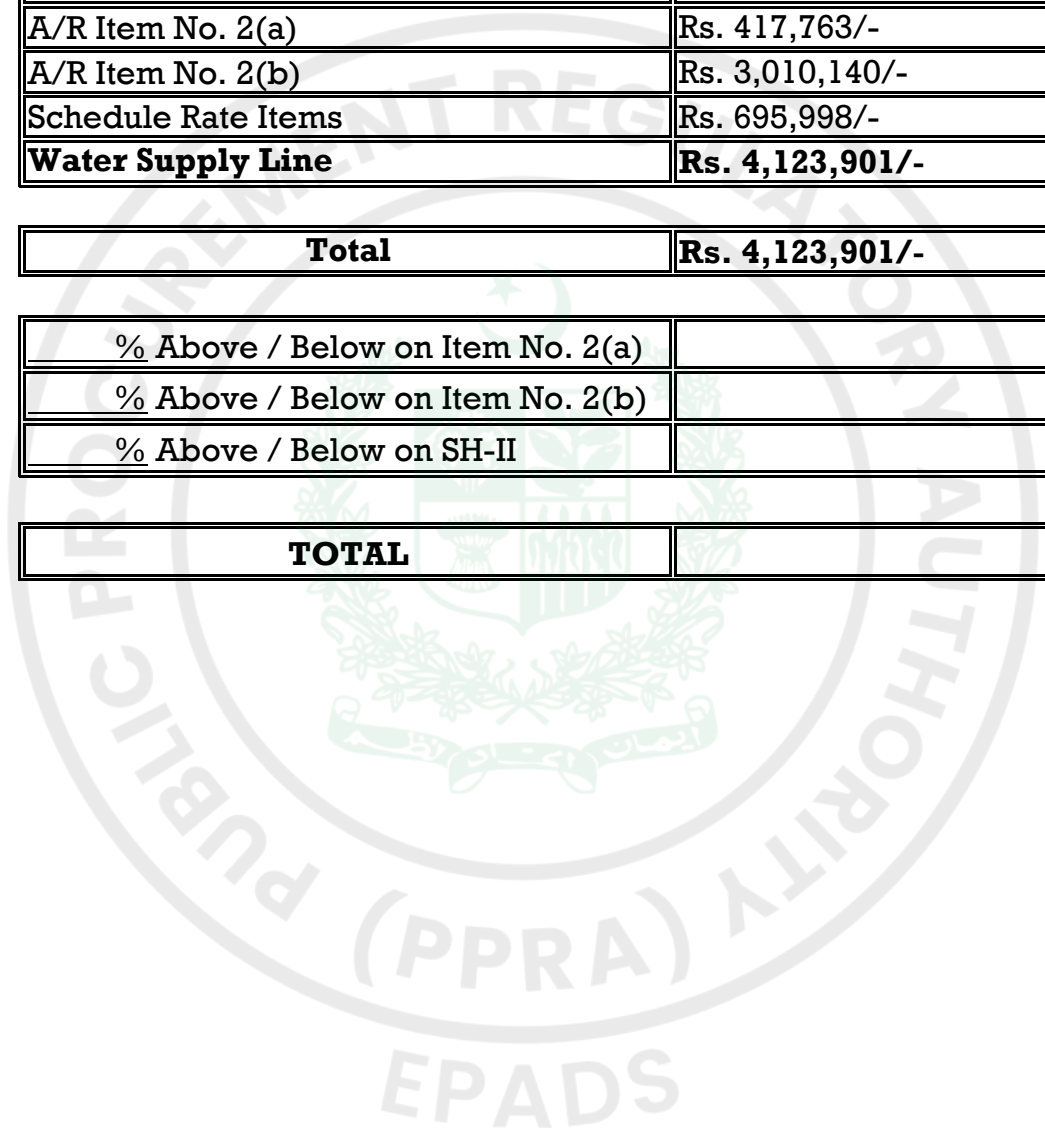 A/R Item No. 2(a) Rs. 417,763/-
A/R Item No. 2(b) Rs. 3,010,140/-
Schedule Rate Items Rs. 695,998/-
Water Supply Line Rs. 4,123,901/-
Total Rs. 4,123,901/-
% Above / Below on Item No. 2(a)
% Above / Below on Item No. 2(b)
% Above / Below on SH-II
TOTAL
PUBLIC PROCUREMENT REGULATORY AUTHORITY
(PPRA)
EPADS